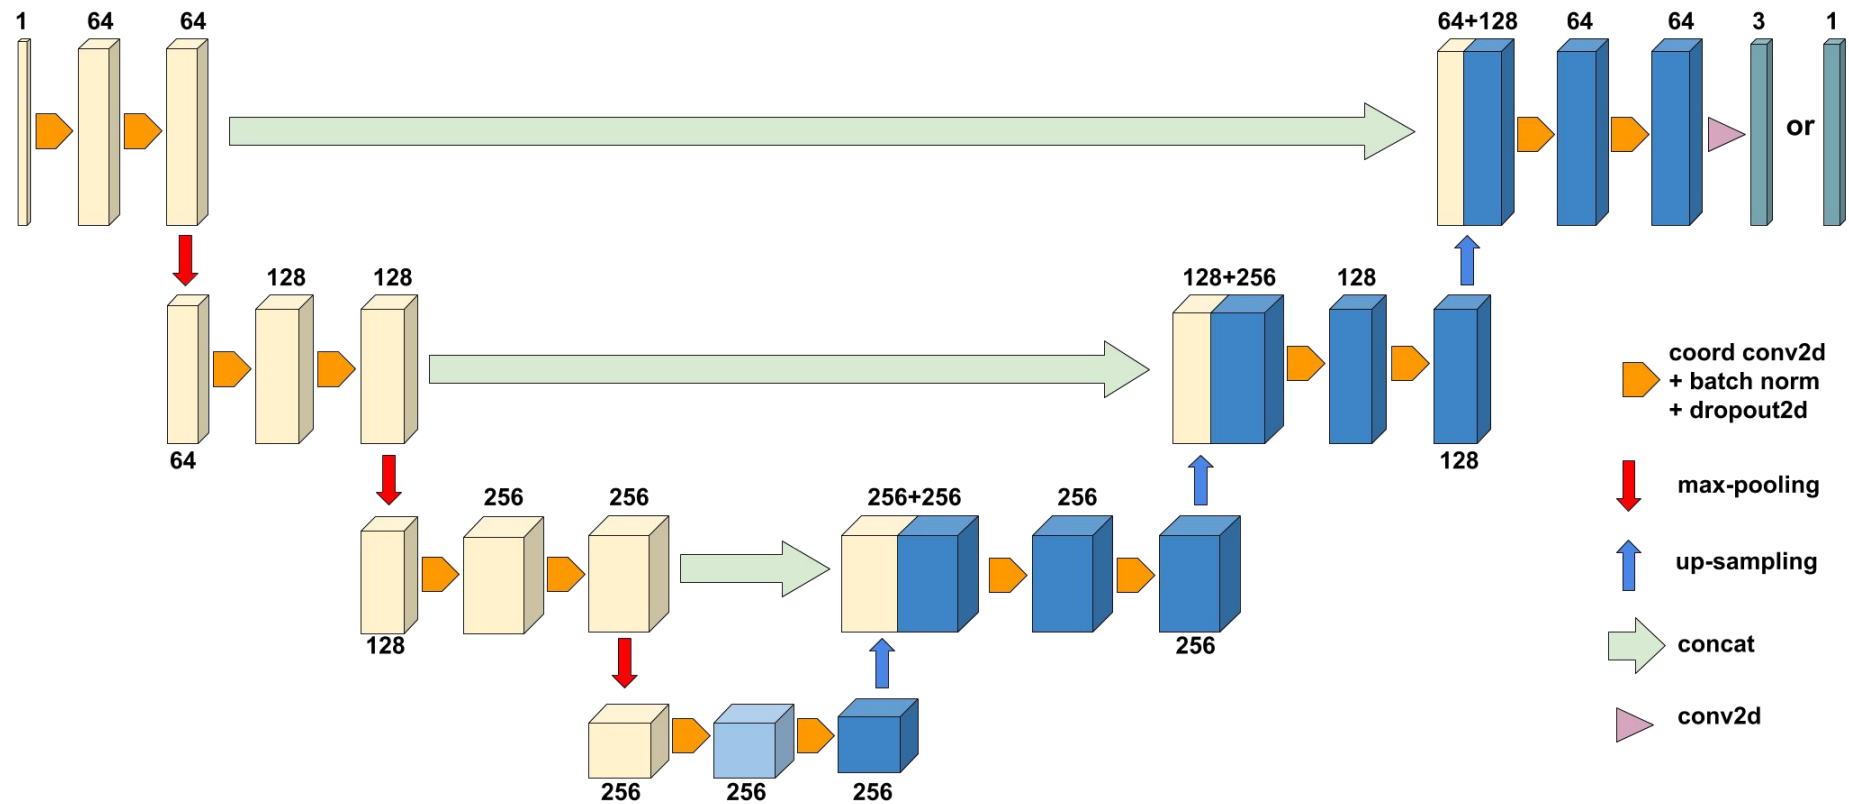 1 64 64 64+128 64 64 3 1
or
128 128 128+256 128
64 128
256 256 256+256 256
128 256
256 256 256
coord conv2d
+ batch norm
+ dropout2d
max-pooling
up-sampling
concat
conv2d